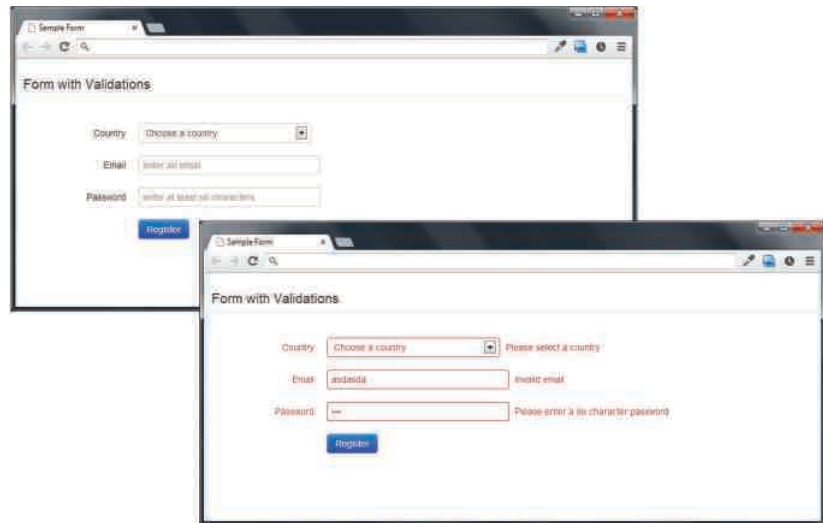 Sample Form
Form with Validations
Country Choose a country
Email enter an email
Password enter at least six characters
Register
Sample Form
Form with Validations
Country Choose a country Please select a country
Email asdasda Invalid email
Password ••• Please enter a six character password
Register